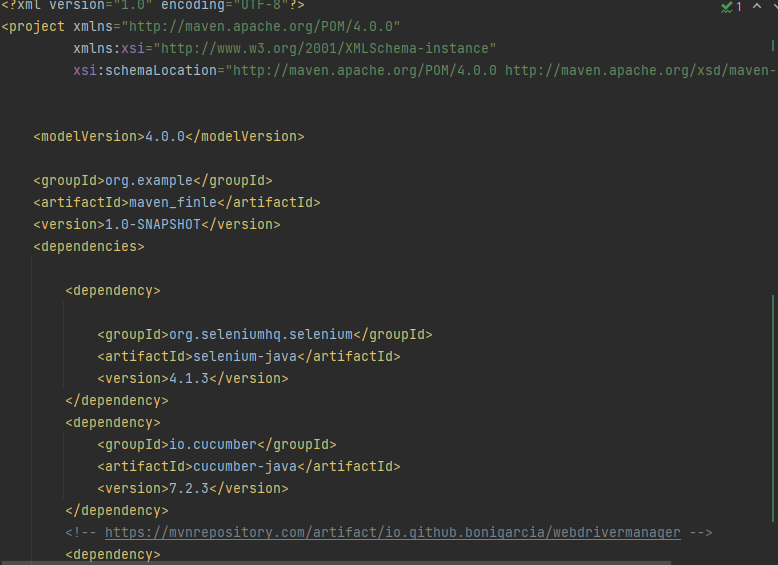 <?xml version="1.0" encoding="UTF-8"?>
1
<project xmlns="http://maven.apache.org/POM/4.0.0"
xmlns:xsi="http://www.w3.org/2001/XMLSchema-instance"
xsi:schemaLocation="http://maven.apache.org/POM/4.0.0 http://maven.apache.org/xsd/maven-
<modelVersion>4.0.0</modelVersion>
<groupId>org.example</groupId>
<artifactId>maven_finle</artifactId>
<version>1.0-SNAPSHOT</version>
<dependencies>
<dependency>
<groupId>org.seleniumhq.selenium</groupId>
<artifactId>selenium-java</artifactId>
<version>4.1.3</version>
</dependency>
<dependency>
<groupId>io.cucumber</groupId>
<artifactId>cucumber-java</artifactId>
<version>7.2.3</version>
</dependency>
<!-- https://mvnrepository.com/artifact/io.github.bonigarcia/webdrivermanager -->
<dependency>